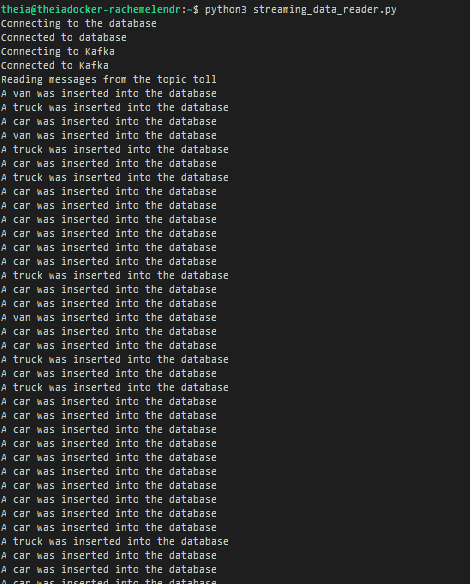 theia@theiadocker-rachemelendr:~$ python3 streaming_data_reader.py
Connecting to the database
Connected to database
Connecting to Kafka
Connected to Kafka
Reading messages from the topic toll
A van was inserted into the database
A truck was inserted into the database
A car was inserted into the database
A van was inserted into the database
A truck was inserted into the database
A car was inserted into the database
A truck was inserted into the database
A car was inserted into the database
A car was inserted into the database
A car was inserted into the database
A car was inserted into the database
A car was inserted into the database
A car was inserted into the database
A truck was inserted into the database
A car was inserted into the database
A car was inserted into the database
A van was inserted into the database
A car was inserted into the database
A car was inserted into the database
A truck was inserted into the database
A car was inserted into the database
A truck was inserted into the database
A car was inserted into the database
A car was inserted into the database
A car was inserted into the database
A car was inserted into the database
A car was inserted into the database
A car was inserted into the database
A car was inserted into the database
A car was inserted into the database
A car was inserted into the database
A car was inserted into the database
A truck was inserted into the database
A car was inserted into the database
A car was inserted into the database
A car was inserted into the database